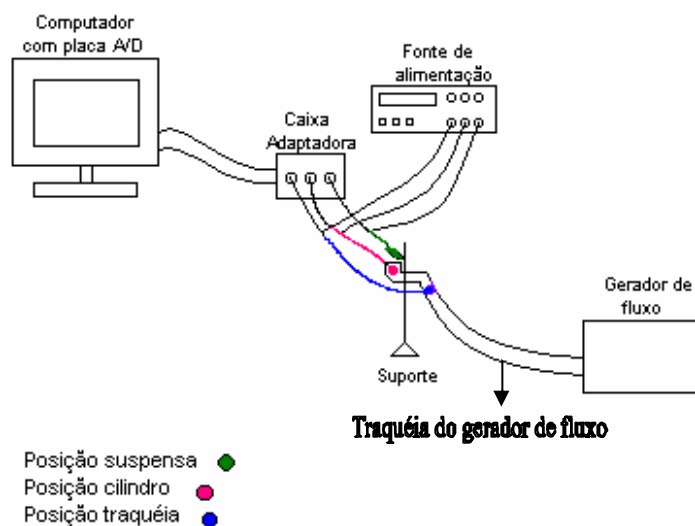 Computador
com placa A/D
Fonte de
alimentação
Caixa
Adaptadora
Gerador de
fluxo
Suporte
Traquéia do gerador de fluxo
Posição suspensa
Posição cilindro
Posição traquéia